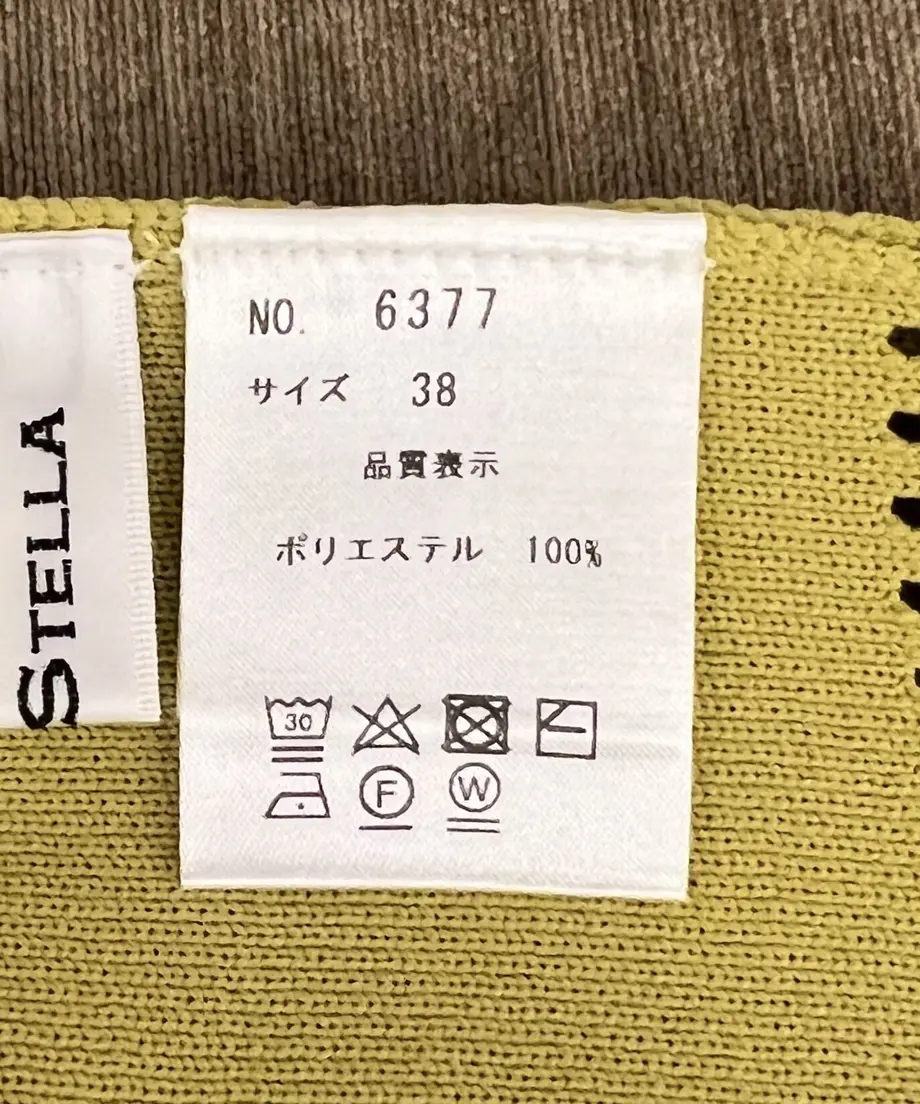 STELLA
NO. 6377
サイズ 38
品質表示
ポリエステル 100%
30
F W